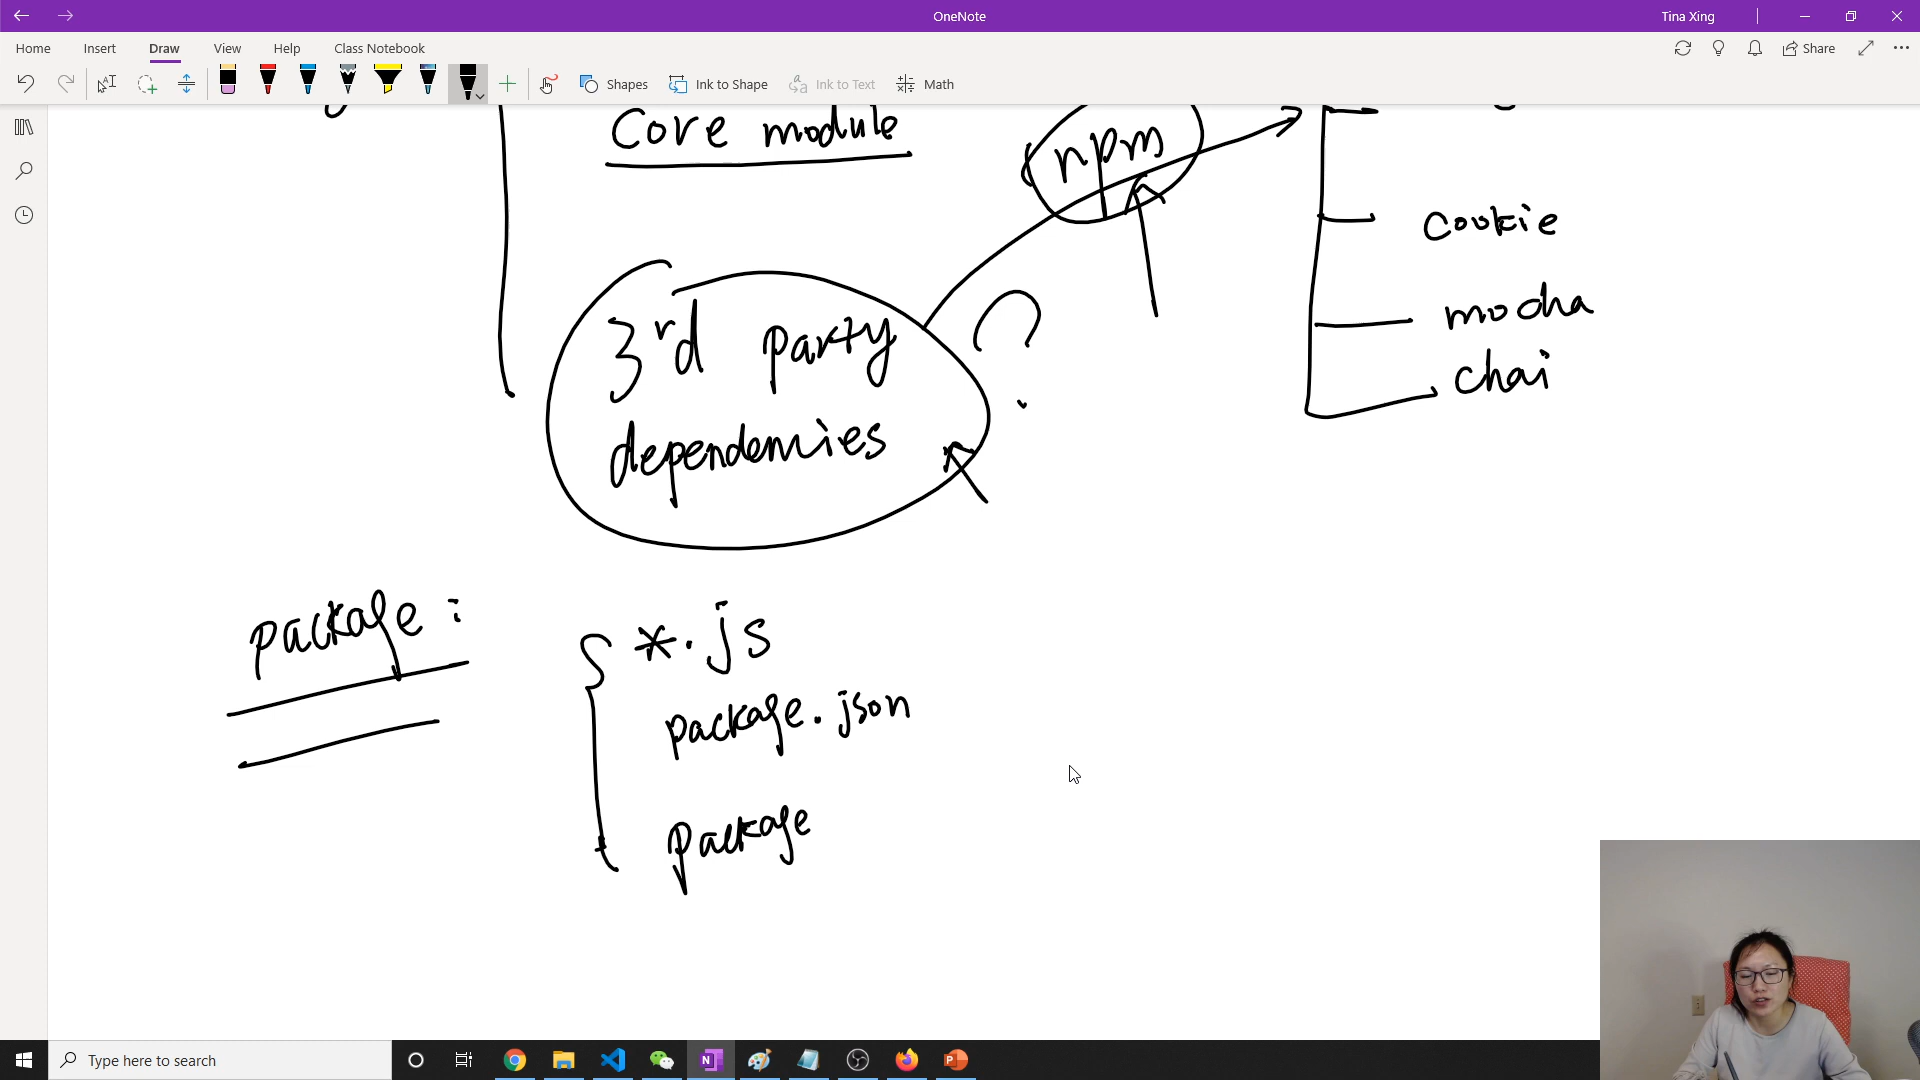 OneNote
Tina Xing
Home Insert Draw View Help Class Notebook
Share
Shapes Ink to Shape Ink to Text Math
Core module
npm
cookie
3rd party
dependencies
?
mocha
chai
package:
*.js
package.json
package
Type here to search